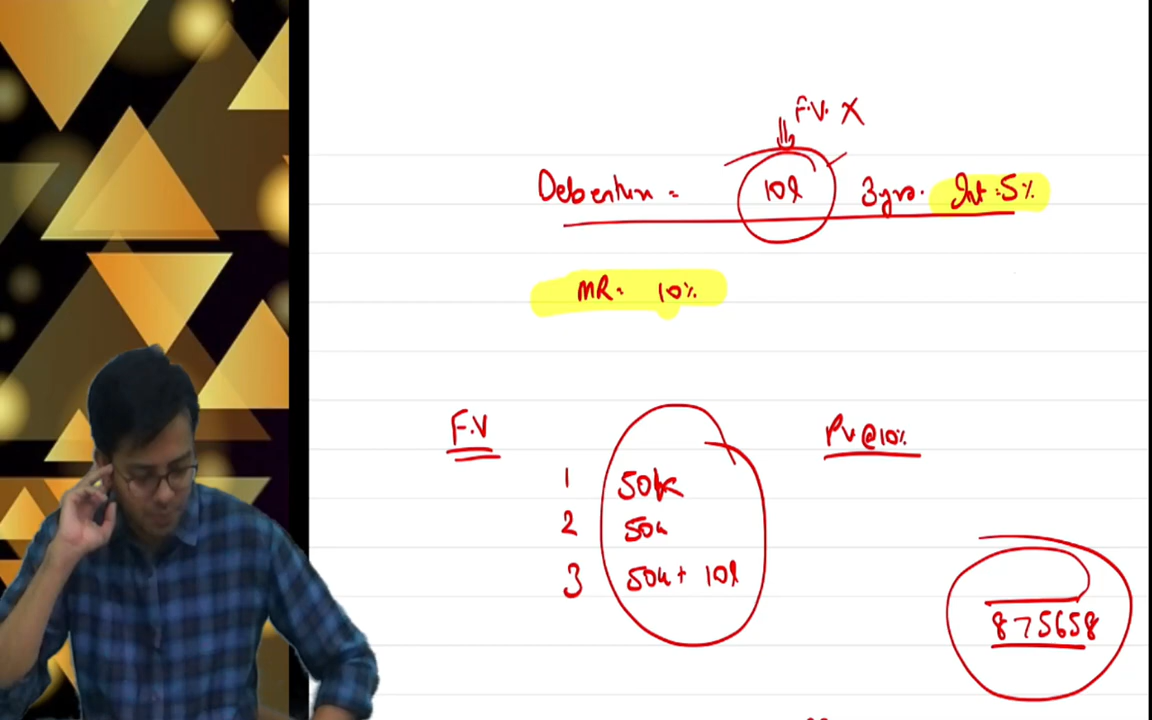 F.V. X
Debenture = 10l 3yrs. Int = 5%
MR = 10%
F.V PV @10%
1 50k
2 50k
3 50k + 10l
875658